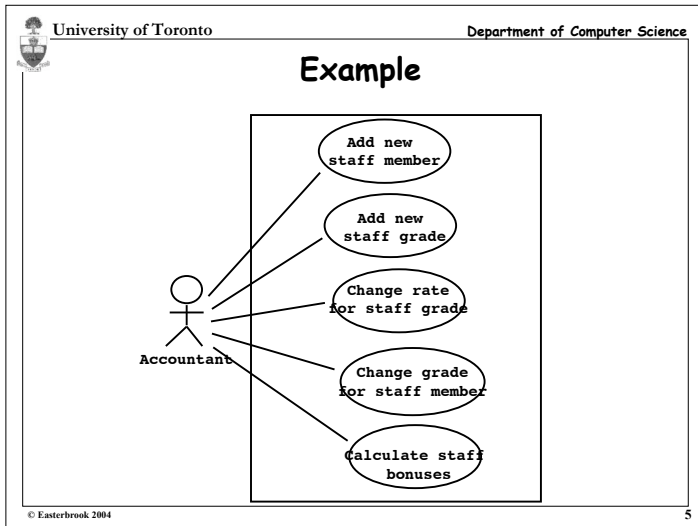 University of Toronto
Department of Computer Science
Example
Add new
staff member
Add new
staff grade
Change rate
for staff grade
Accountant
Change grade
for staff member
Calculate staff
bonuses
© Easterbrook 2004
5